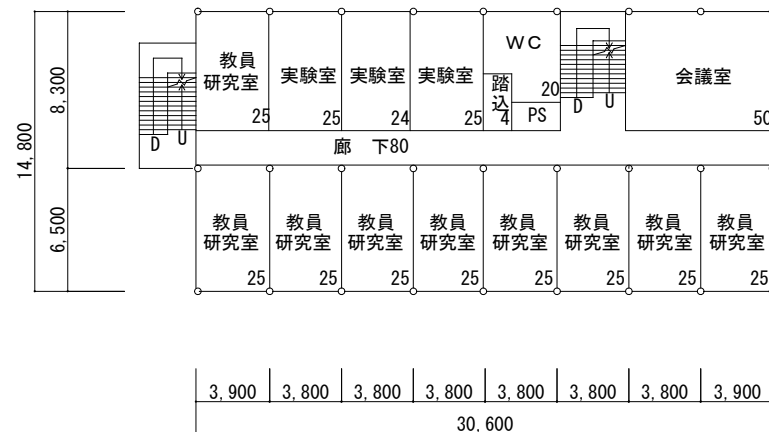 教員
研究室
25
実験室
25
実験室
24
実験室
25
WC
20
踏
込
4
PS
D U
会議室
50
D U
廊 下80
教員
研究室
25
教員
研究室
25
教員
研究室
25
教員
研究室
25
教員
研究室
25
教員
研究室
25
教員
研究室
25
教員
研究室
25
14,800
8,300
6,500
3,900 3,800 3,800 3,800 3,800 3,800 3,800 3,900
30,600